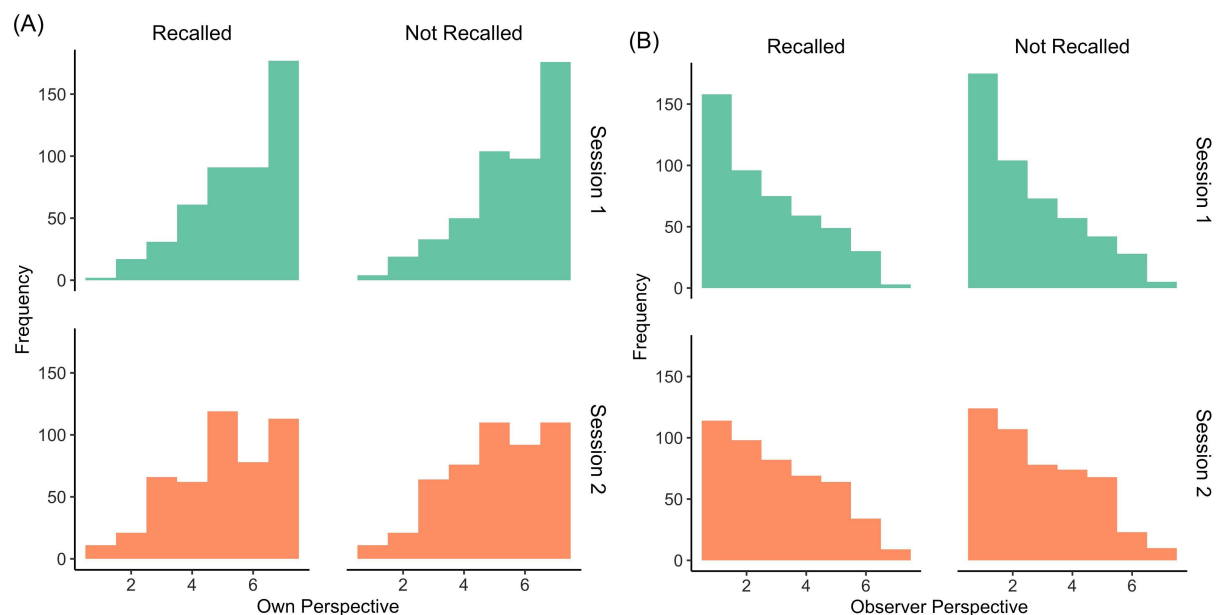 (A)
Recalled
Not Recalled
150
100
50
0
Session 1
Frequency
150
100
50
0
Session 2
2
4
6
2
4
6
Own Perspective
(B)
Recalled
Not Recalled
150
100
50
0
Session 1
Frequency
150
100
50
0
Session 2
2
4
6
2
4
6
Observer Perspective